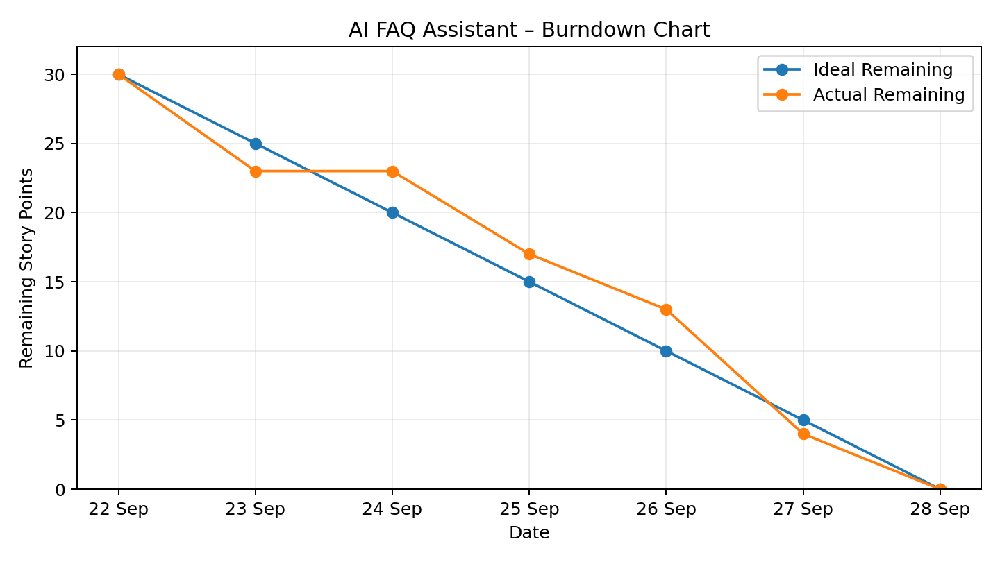 AI FAQ Assistant – Burndown Chart
Ideal Remaining
Actual Remaining
Remaining Story Points
30
25
20
15
10
5
0
22 Sep
23 Sep
24 Sep
25 Sep
26 Sep
27 Sep
28 Sep
Date